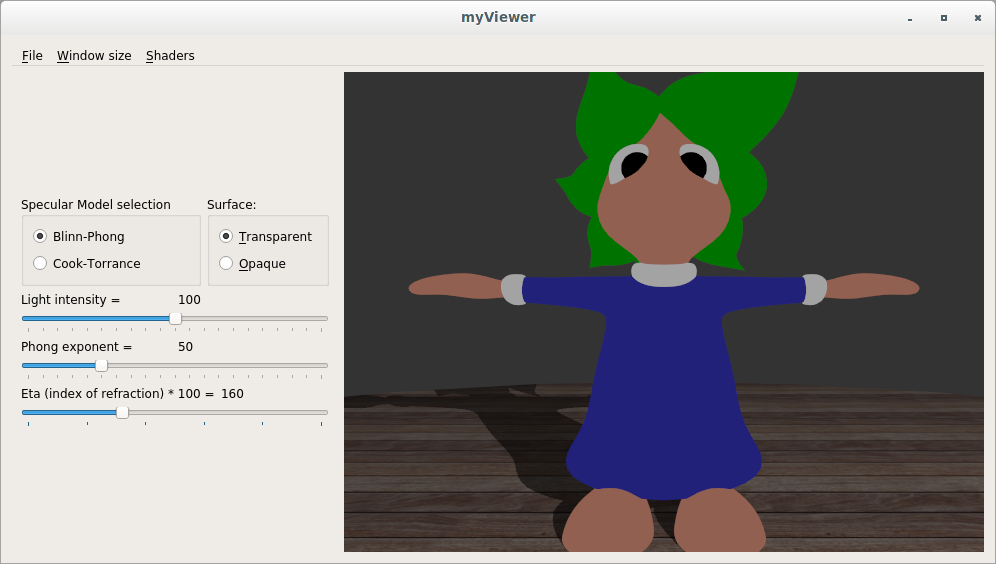 myViewer
File Window size Shaders
Specular Model selection Surface:
Blinn-Phong Transparent
Cook-Torrance Opaque
Light intensity = 100
Phong exponent = 50
Eta (index of refraction) * 100 = 160